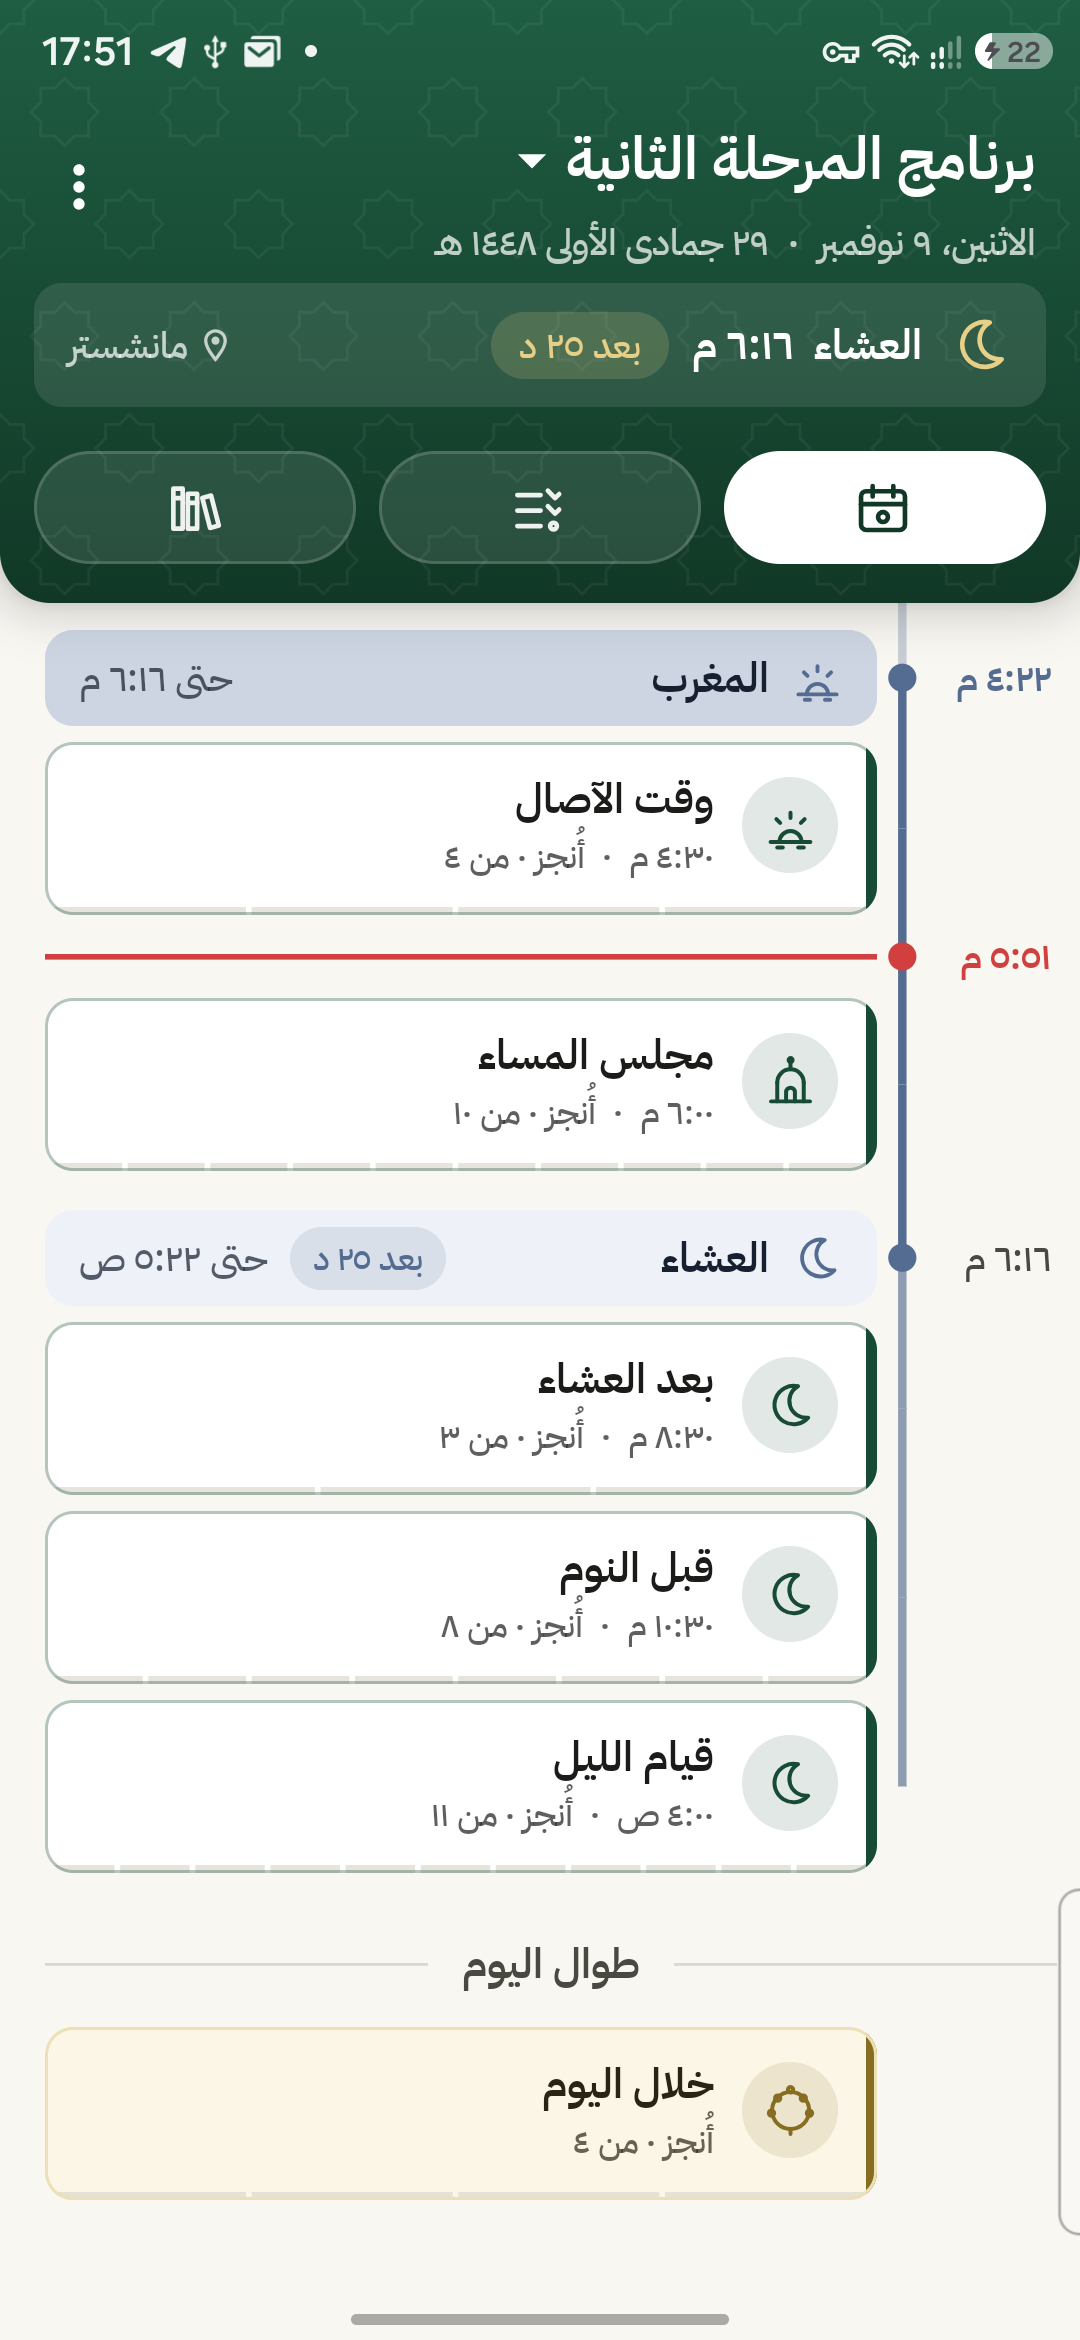 17:51
22
برنامج المرحلة الثانية
الاثنين، ٩ نوفمبر · ٢٩ جمادى الأولى ١٤٤٨ هـ
العشاء ٦:١٦ م بعد ٢٥ د مانشستر
٤:٢٢ م المغرب حتى ٦:١٦ م
وقت الآصال
٤:٣٠ م · أُنجز ٠ من ٤
٥:٥١ م
مجلس المساء
٦:٠٠ م · أُنجز ٠ من ١٠
٦:١٦ م العشاء بعد ٢٥ د حتى ٥:٢٢ ص
بعد العشاء
٨:٣٠ م · أُنجز ٠ من ٣
قبل النوم
١٠:٣٠ م · أُنجز ٠ من ٨
قيام الليل
٤:٠٠ ص · أُنجز ٠ من ١١
طوال اليوم
خلال اليوم
أُنجز ٠ من ٤